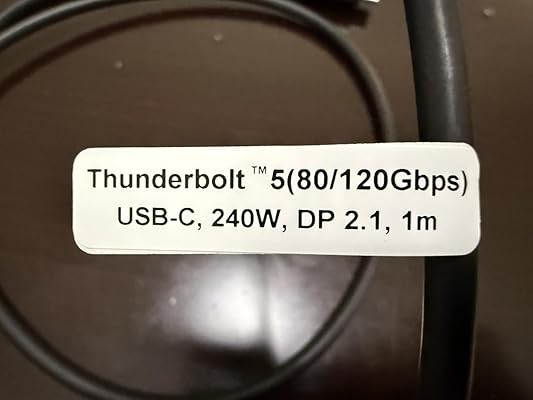 Thunderbolt™5(80/120Gbps)
USB-C, 240W, DP 2.1, 1m